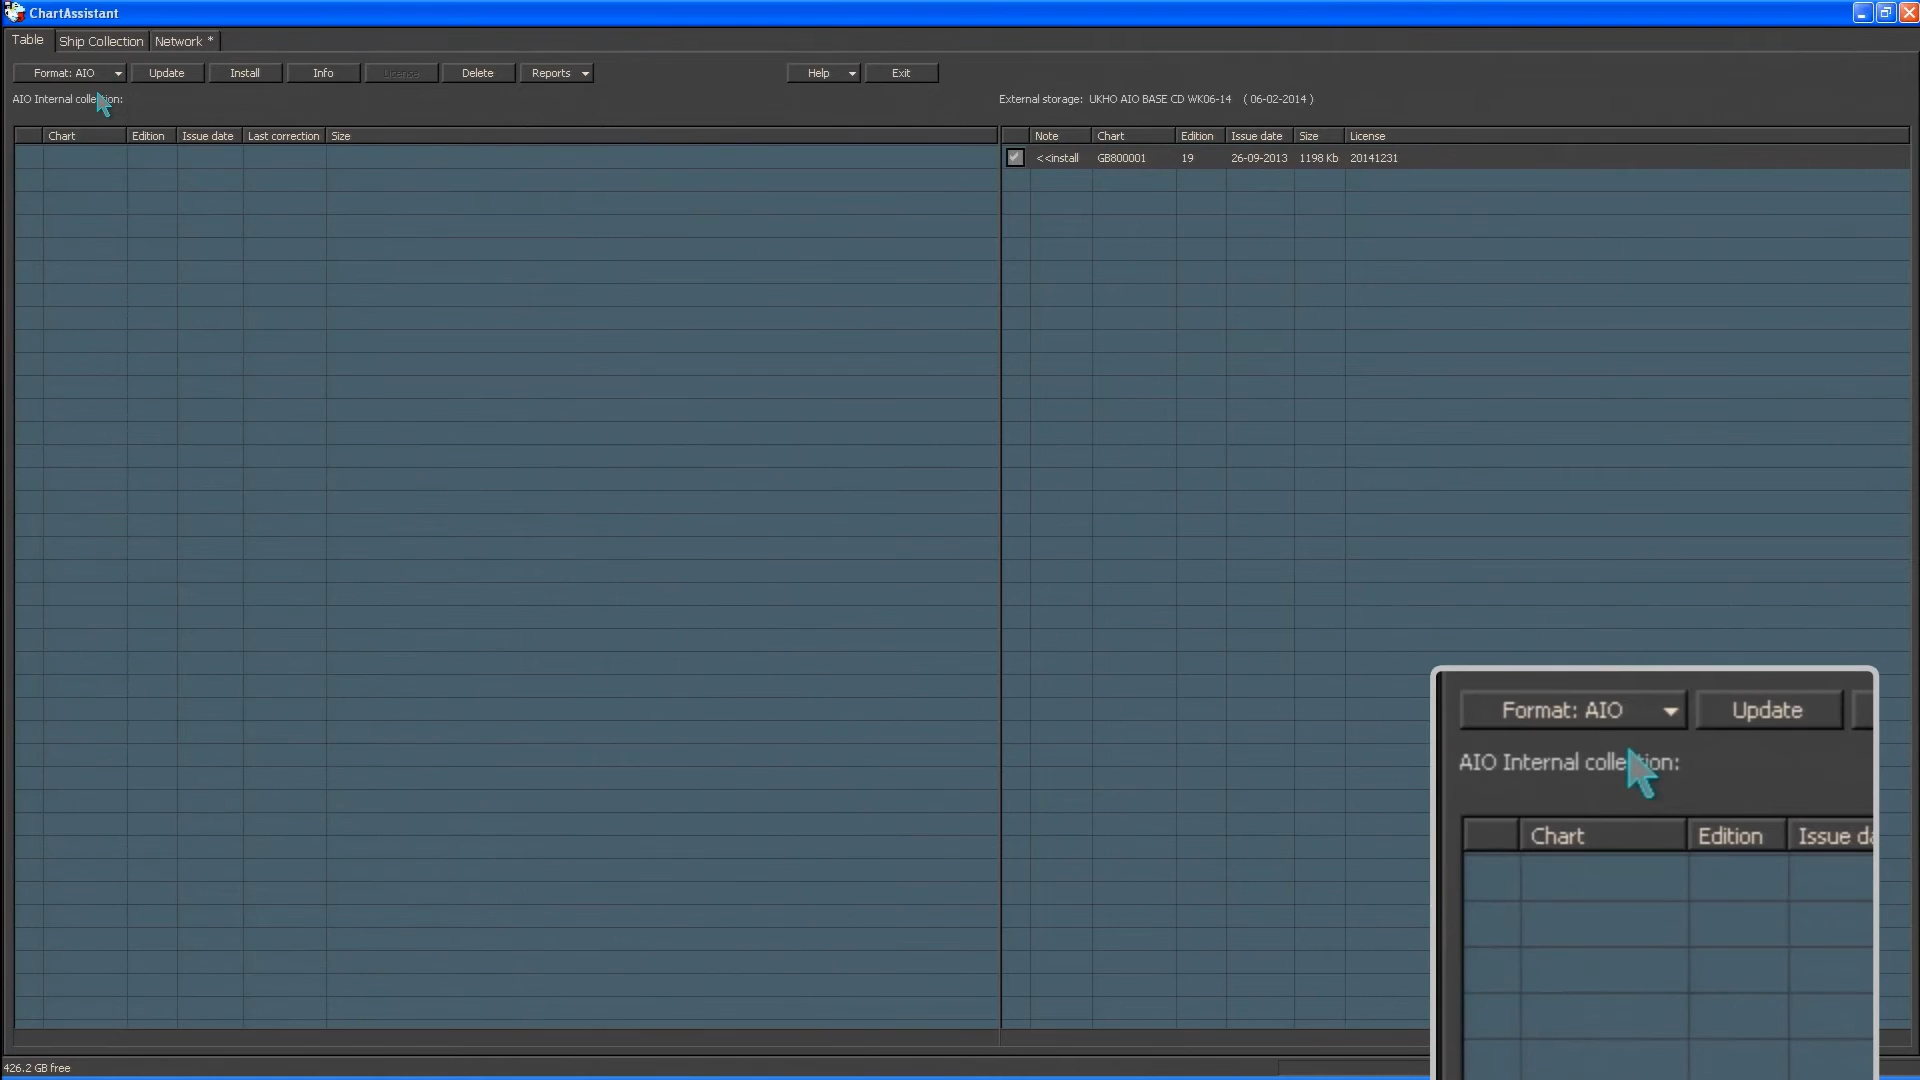 ChartAssistant
Table Ship Collection Network *
Format: AIO Update Install Info License Delete Reports Help Exit
AIO Internal collection: External storage: UKHO AIO BASE CD WK06-14 ( 06-02-2014 )
Chart Edition Issue date Last correction Size Note Chart Edition Issue date Size License
<<install GB800001 19 26-09-2013 1198 Kb 20141231
Format: AIO Update
AIO Internal collection:
Chart Edition Issue da
426.2 GB free